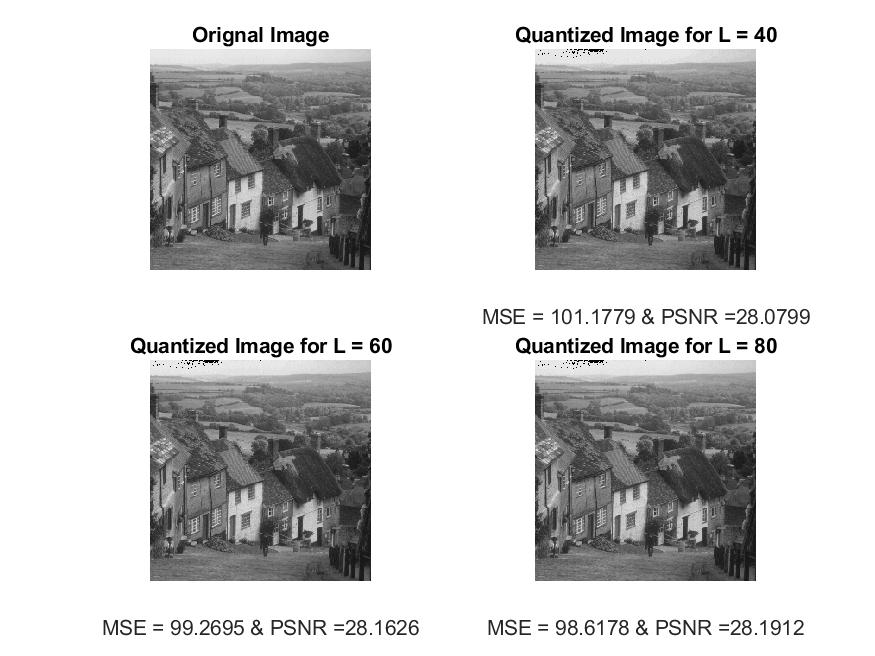 Orignal Image
Quantized Image for L = 40
MSE = 101.1779 & PSNR =28.0799
Quantized Image for L = 60
Quantized Image for L = 80
MSE = 99.2695 & PSNR =28.1626
MSE = 98.6178 & PSNR =28.1912